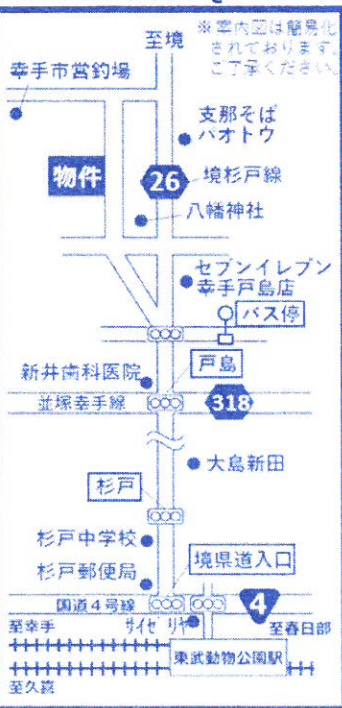 ※案内図は簡易化
されております。
ご了承ください。
至境
幸手市営釣場
支那そば
バオトウ
物件
26
境杉戸線
八幡神社
セブンイレブン
幸手戸島店
バス停
戸島
新井歯科医院
並塚幸手線
318
大島新田
杉戸
杉戸中学校
杉戸郵便局
境県道入口
国道4号線
4
至幸手
サイゼリヤ
至春日部
東武動物公園駅
至久喜